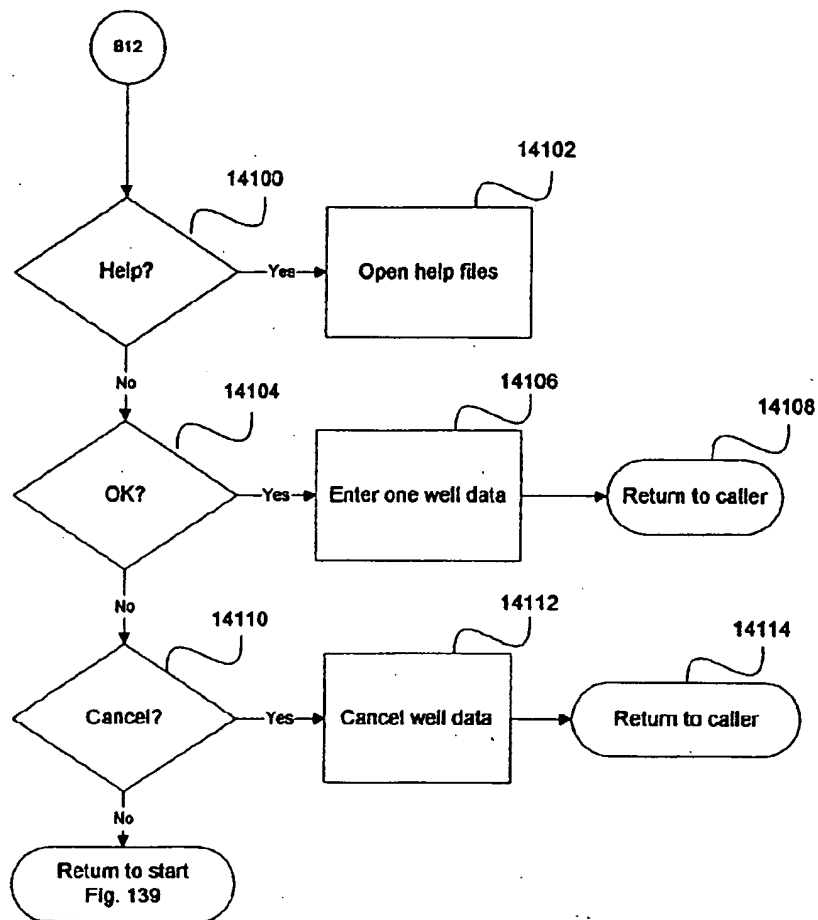 B12
14100
14102
Help?
Yes
Open help files
No
14104
14106
14108
OK?
Yes
Enter one well data
Return to caller
No
14110
14112
14114
Cancel?
Yes
Cancel well data
Return to caller
No
Return to start
Fig. 139